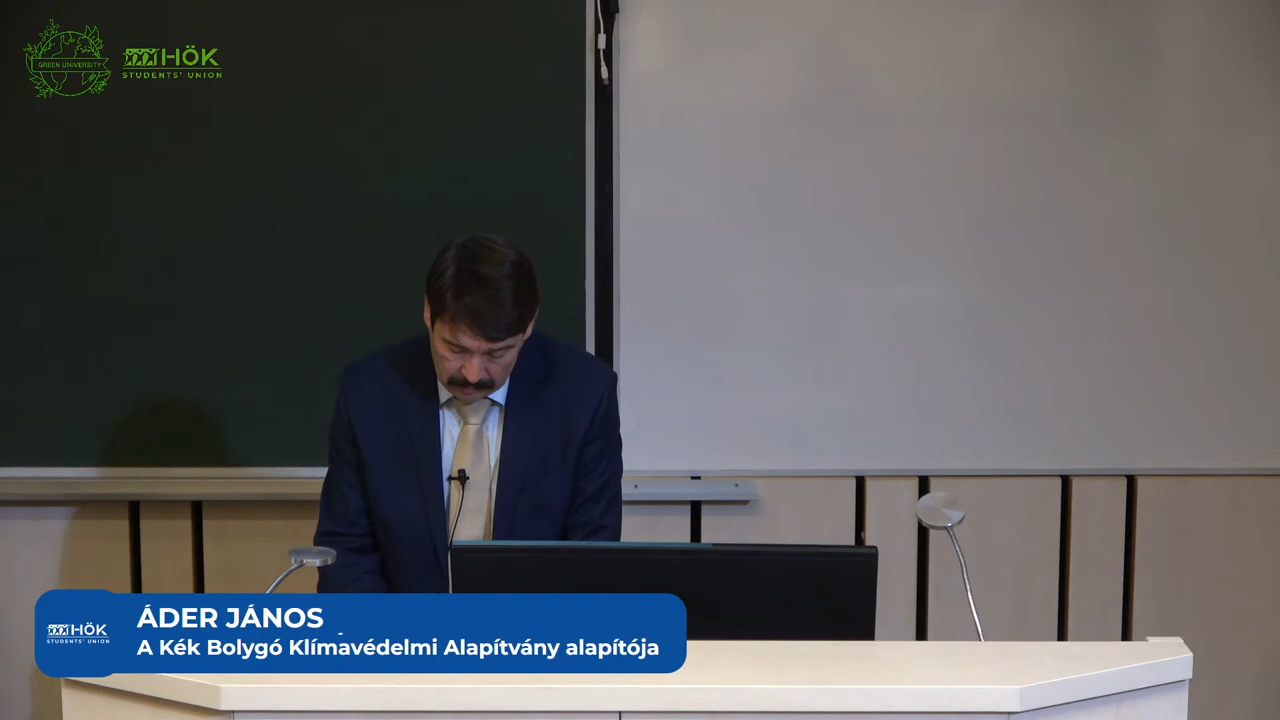 GREEN UNIVERSITY
HÖK
STUDENTS' UNION
ÁDER JÁNOS
A Kék Bolygó Klímavédelmi Alapítvány alapítója
HÖK
STUDENTS' UNION